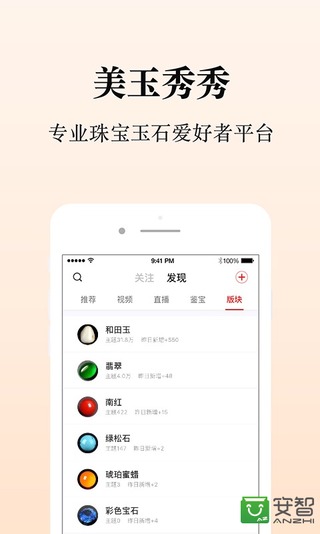 美玉秀秀
专业珠宝玉石爱好者平台
9:41 PM
100%
关注 发现
推荐 视频 直播 鉴宝 版块
和田玉
主题31.8万 昨日新增+550
翡翠
主题4.0万 昨日新增+48
南红
主题422 昨日新增+15
绿松石
主题147 昨日新增+2
琥珀蜜蜡
主题8 昨日新增+2
彩色宝石
主题0 昨日新增+4
安智
ANZHI